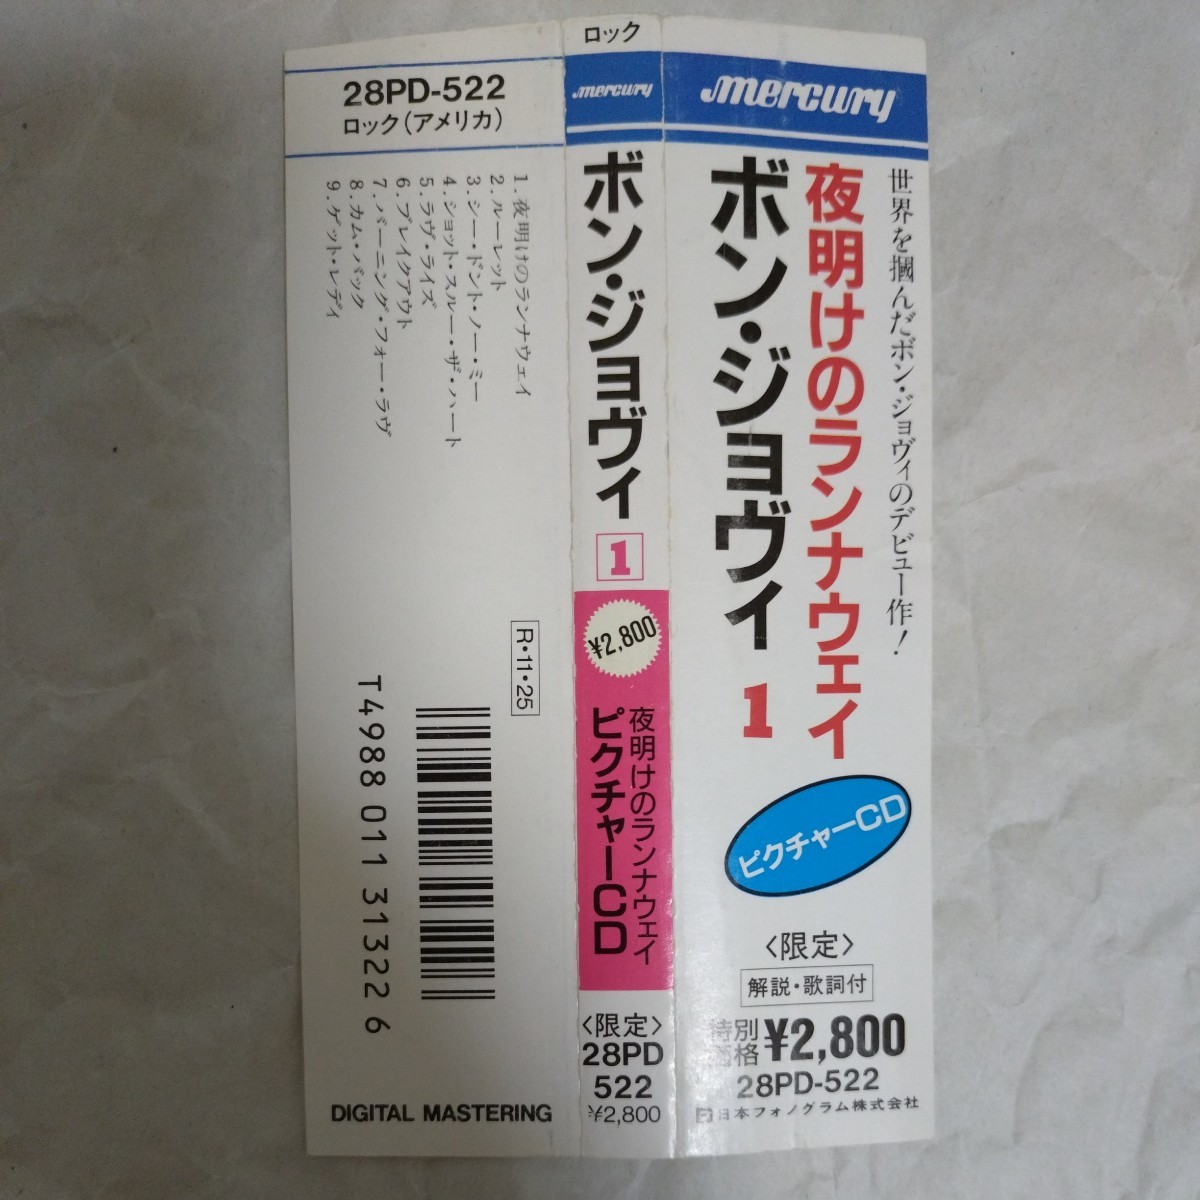 28PD-522
ロック(アメリカ)
1.夜明けのランナウェイ
2.ルーレット
3.シー・ドント・ノー・ミー
4.ショット・スルー・ザ・ハート
5.ラヴ・ライズ
6.ブレイクアウト
7.バーニング・フォー・ラヴ
8.カム・バック
9.ゲット・レディ
R・11・25
T4988 011 31322 6
DIGITAL MASTERING
ロック
mercury
ボン・ジョヴィ
1
¥2,800
夜明けのランナウェイ
ピクチャーCD
〈限定〉
28PD
522
¥2,800
mercury
世界を摑んだボン・ジョヴィのデビュー作!
夜明けのランナウェイ
ボン・ジョヴィ 1
ピクチャーCD
〈限定〉
解説・歌詞付
特別価格 ¥2,800
28PD-522
日本フォノグラム株式会社